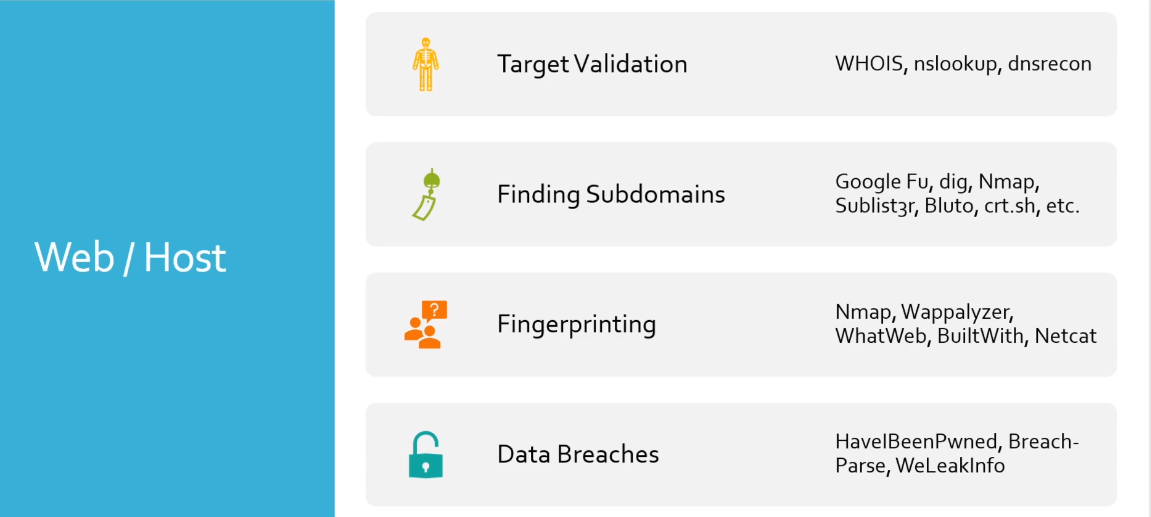 Web / Host
Target Validation
WHOIS, nslookup, dnsrecon
Finding Subdomains
Google Fu, dig, Nmap,
Sublist3r, Bluto, crt.sh, etc.
Fingerprinting
Nmap, Wappalyzer,
WhatWeb, BuiltWith, Netcat
Data Breaches
HaveIBeenPwned, Breach-
Parse, WeLeakInfo